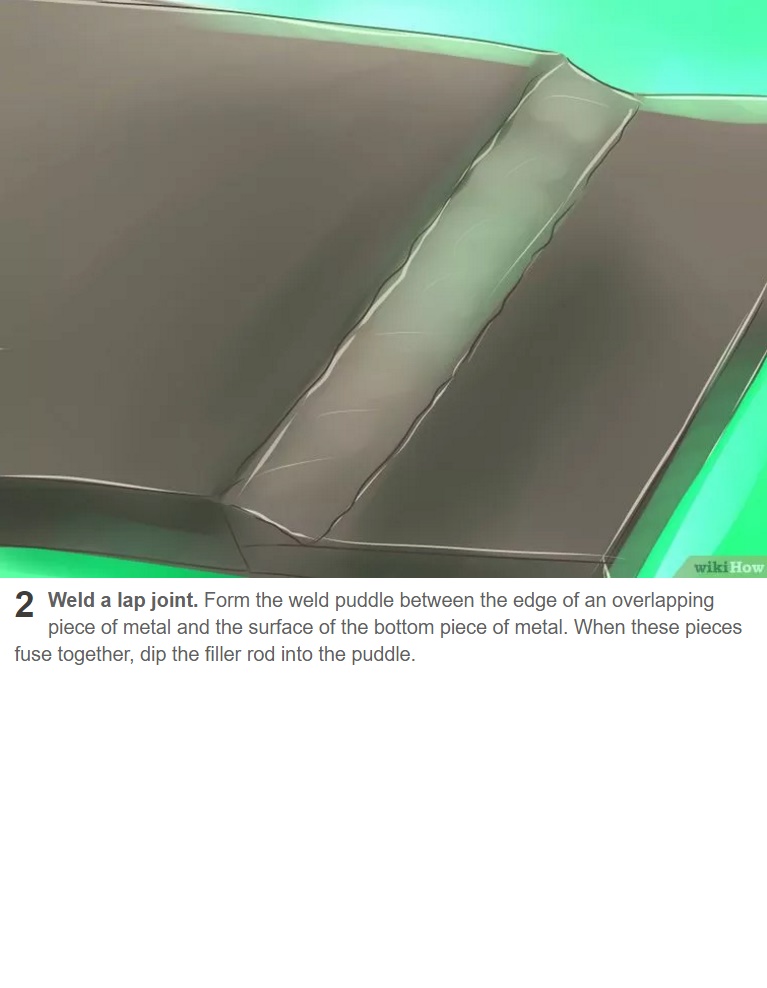 wikiHow
2 Weld a lap joint. Form the weld puddle between the edge of an overlapping
piece of metal and the surface of the bottom piece of metal. When these pieces
fuse together, dip the filler rod into the puddle.